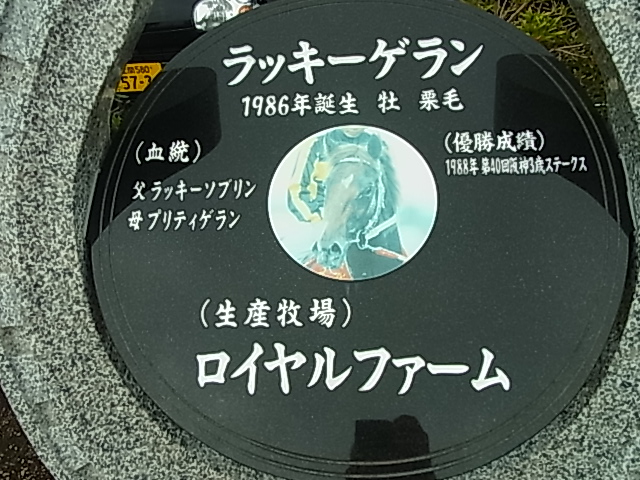 ラッキーゲラン
1986年誕生 牡 栗毛
(血統)
父 ラッキーソブリン
母 プリティゲラン
(優勝成績)
1988年 第40回阪神3歳ステークス
(生産牧場)
ロイヤルファーム
580
57-